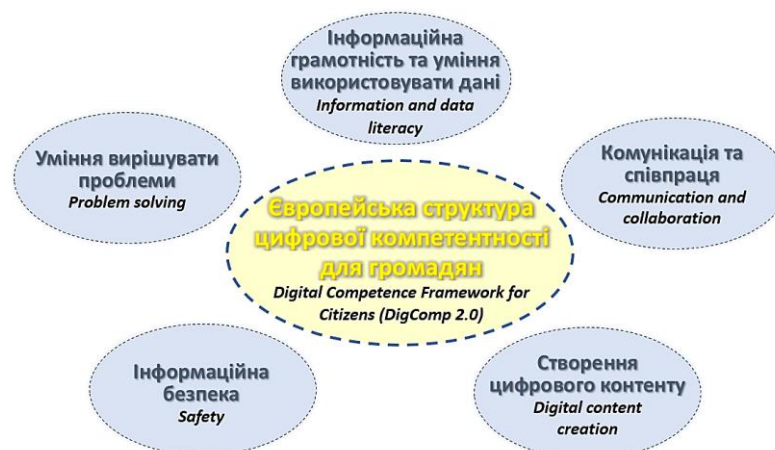 Інформаційна
грамотність та уміння
використовувати дані
Information and data
literacy
Уміння вирішувати
проблеми
Problem solving
Комунікація та
співпраця
Communication and
collaboration
Європейська структура
цифрової компетентності
для громадян
Digital Competence Framework for
Citizens (DigComp 2.0)
Інформаційна
безпека
Safety
Створення
цифрового контенту
Digital content
creation